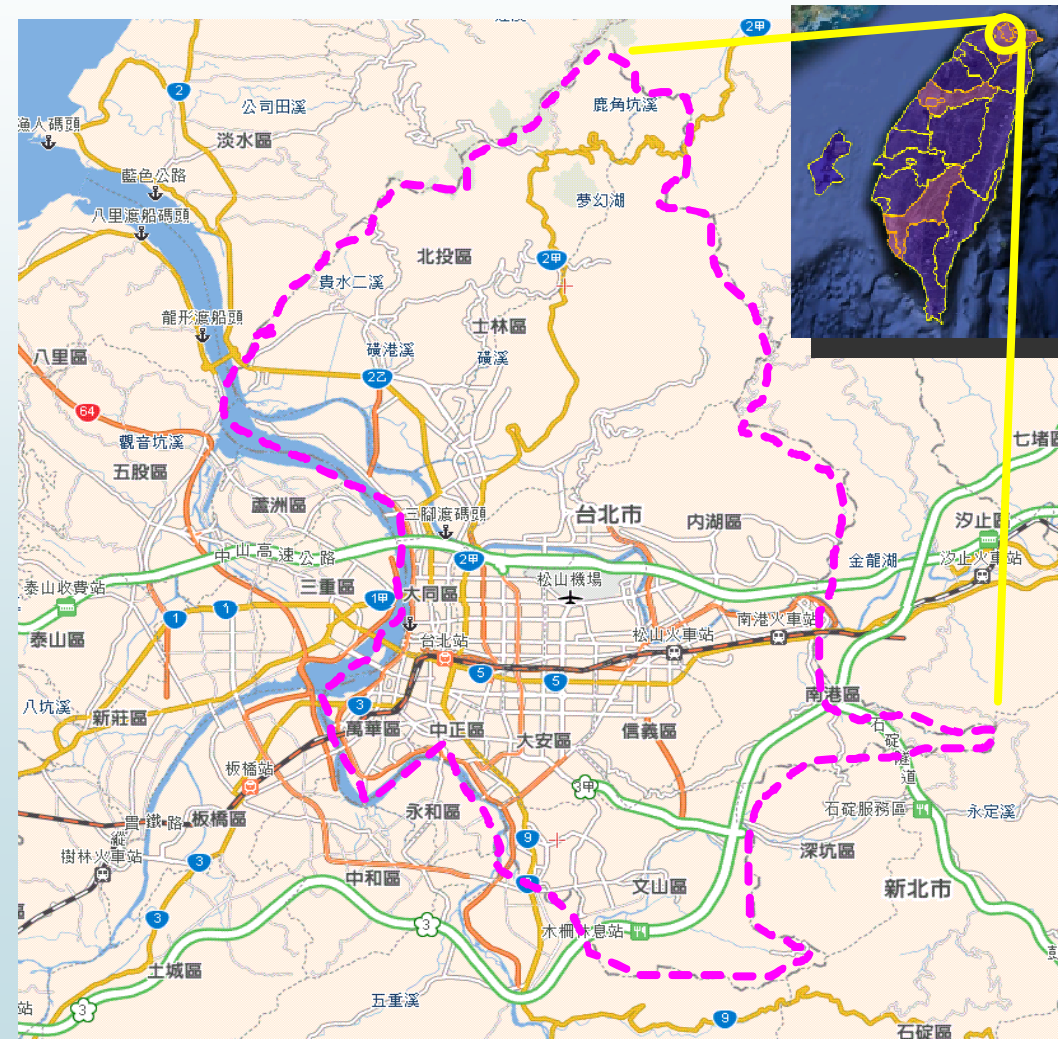 2甲
鹿角坑溪
2
公司田溪
漁人碼頭
淡水區
藍色公路
夢幻湖
八里渡船碼頭
北投區
2甲
貴水二溪
龍形渡船頭
士林區
八里區
磺港溪
磺溪
2乙
64
觀音坑溪
七堵區
五股區
蘆洲區
三腳渡碼頭
台北市
內湖區
汐止區
中山高速公路
2甲
金龍湖
汐止火車站
泰山收費站
三重區
松山機場
1甲
大同區
1
1
南港火車站
泰山區
台北站
松山火車站
5
5
南港區
八坑溪
新莊區
3
萬華區
中正區
大安區
信義區
石碇隧道
板橋站
3甲
石碇服務區
永定溪
永和區
板橋區
貫鐵路
縱
9
深坑區
樹林火車站
3
中和區
文山區
新北市
3
3
木柵休息站
土城區
五重溪
站
3
9
石碇區